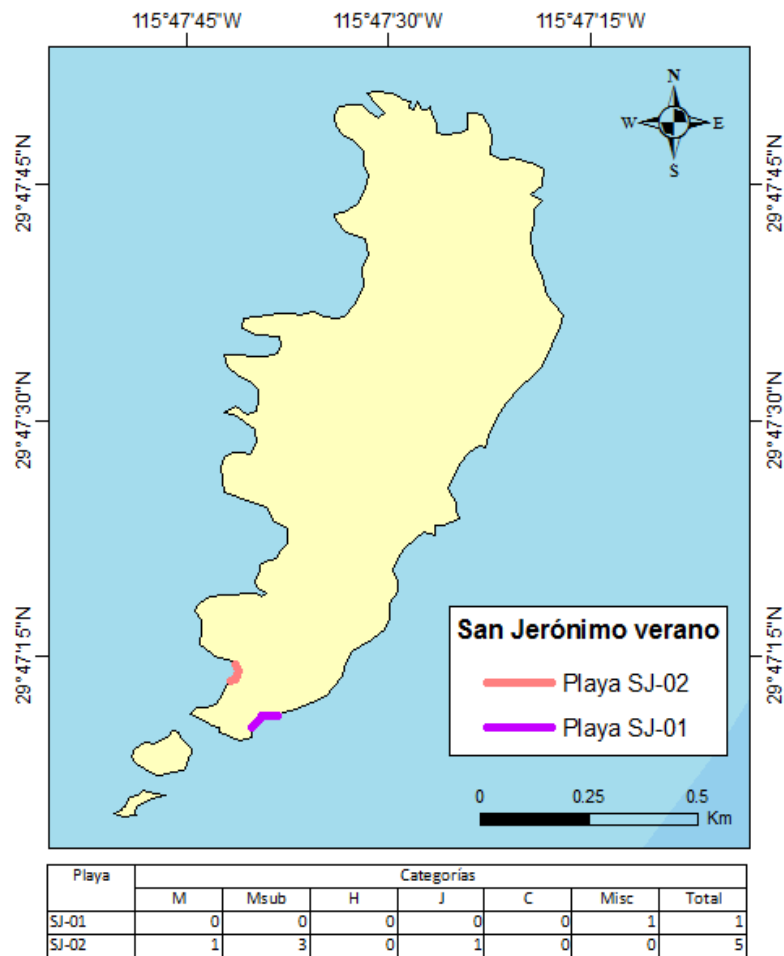 115°47'45"W 115°47'30"W 115°47'15"W
N
W E
S
29°47'45"N 29°47'45"N
29°47'30"N 29°47'30"N
29°47'15"N 29°47'15"N
San Jerónimo verano
Playa SJ-02
Playa SJ-01
0 0.25 0.5
Km
Playa Categorías
M Msub H J C Misc Total
SJ-01 0 0 0 0 0 1 1
SJ-02 1 3 0 1 0 0 5